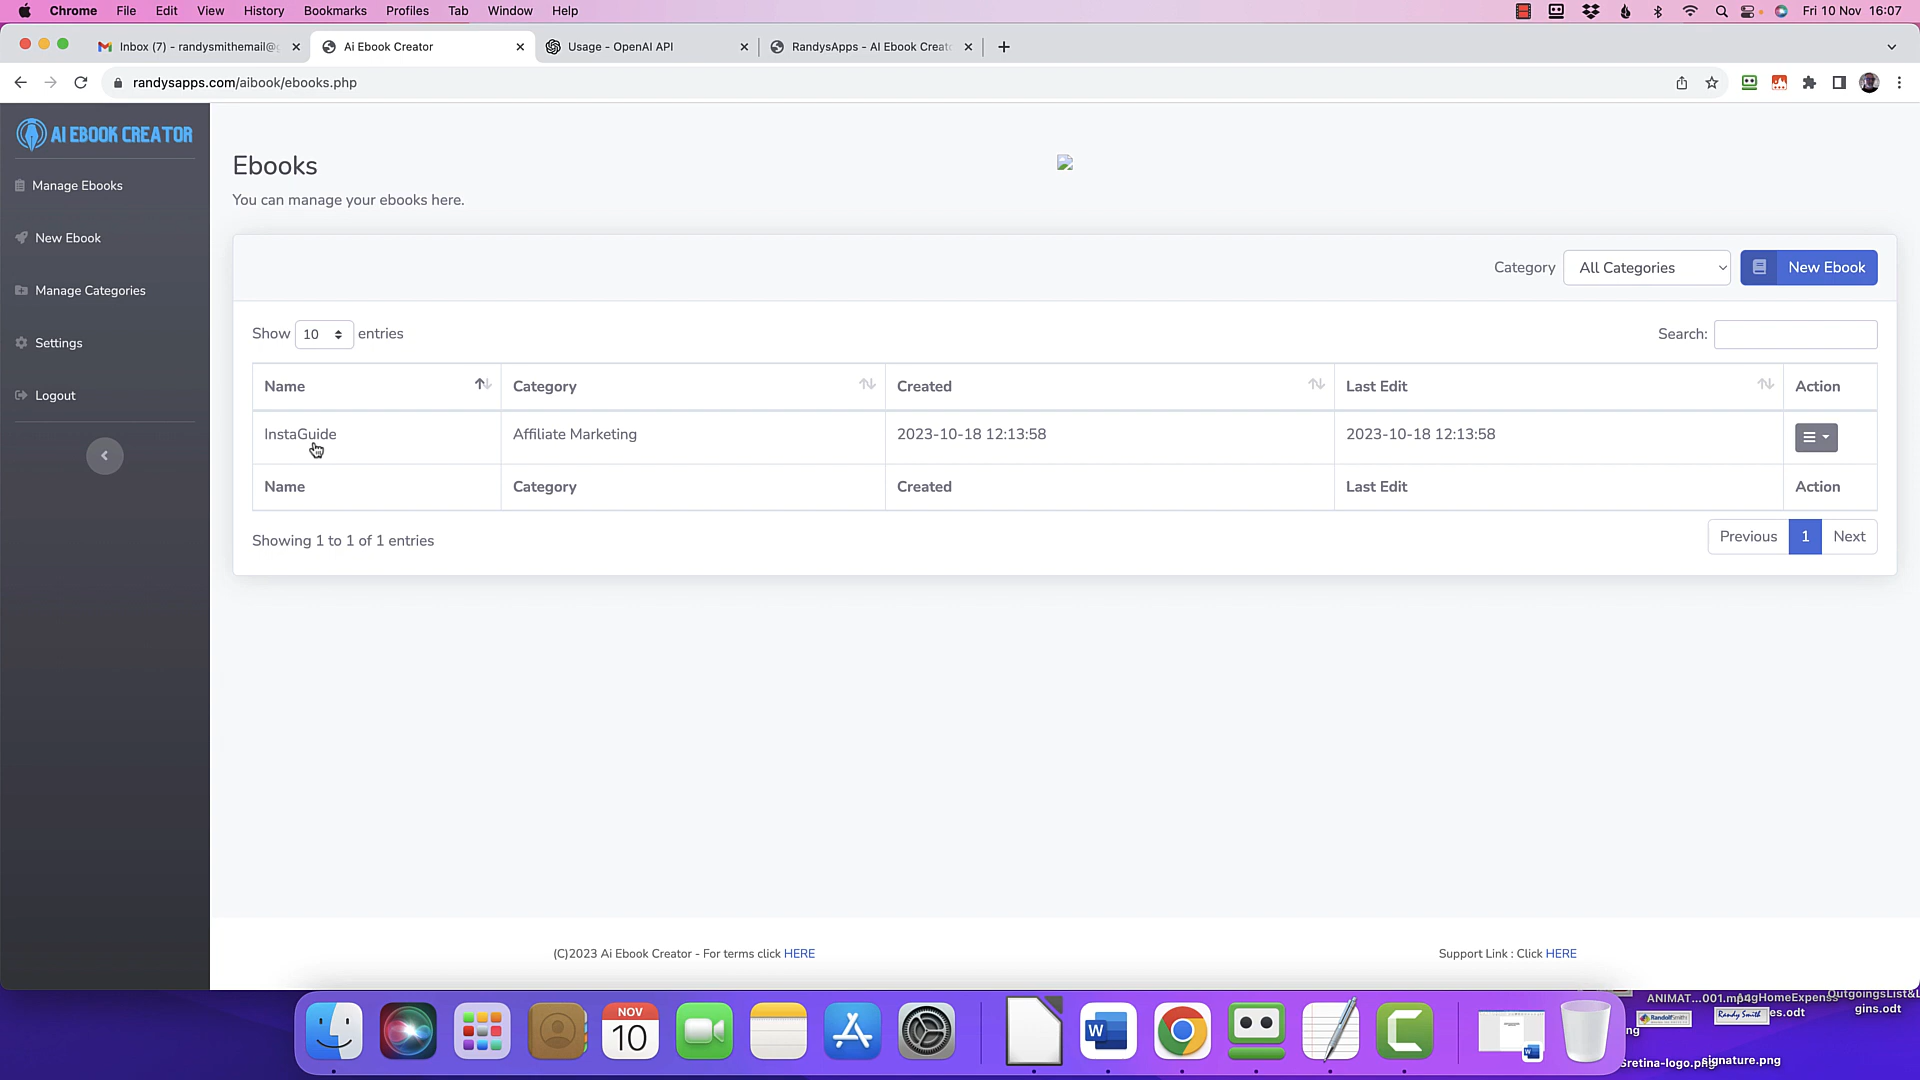 Chrome File Edit View History Bookmarks Profiles Tab Window Help Fri 10 Nov 16:07
Inbox (7) - randysmithemail@g Ai Ebook Creator Usage - OpenAI API RandysApps - AI Ebook Creato
randysapps.com/aibook/ebooks.php
AI EBOOK CREATOR
Manage Ebooks
New Ebook
Manage Categories
Settings
Logout
Ebooks
You can manage your ebooks here.
Category All Categories New Ebook
Show 10 entries Search:
Name Category Created Last Edit Action
InstaGuide Affiliate Marketing 2023-10-18 12:13:58 2023-10-18 12:13:58
Name Category Created Last Edit Action
Showing 1 to 1 of 1 entries Previous 1 Next
(C)2023 Ai Ebook Creator - For terms click HERE Support Link : Click HERE
NOV
10
W
ANIMAT...001.mp4
es.odt
gins.odt
RandolfSmith
Randy Smith
ng
retina-logo.png
signature.png